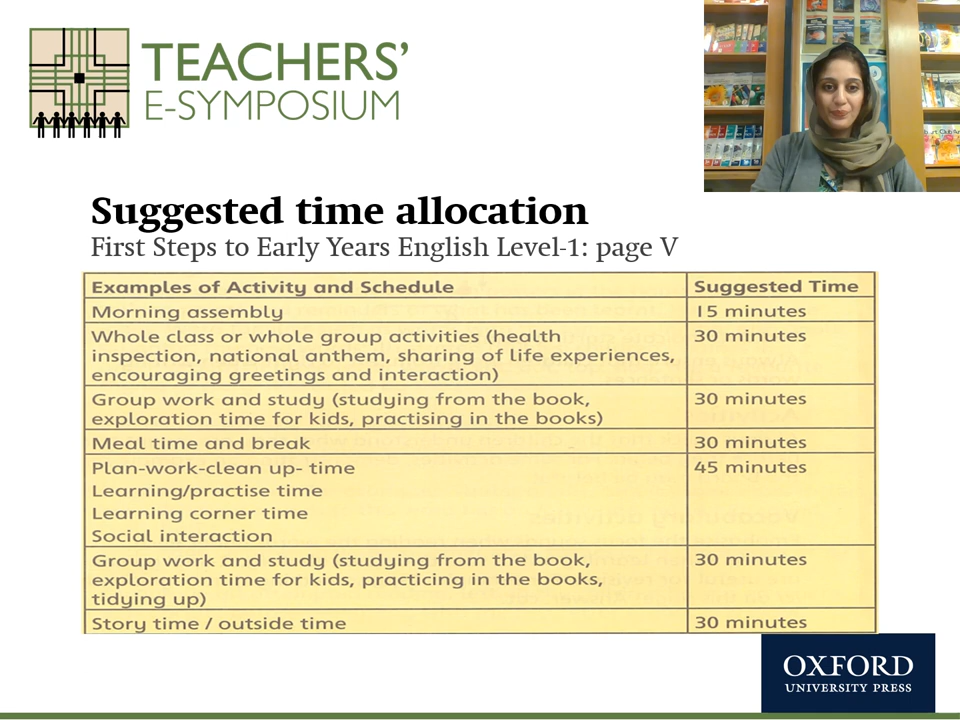 TEACHERS'
E-SYMPOSIUM
Suggested time allocation
First Steps to Early Years English Level-1: page V
Examples of Activity and Schedule
Suggested Time
Morning assembly
15 minutes
Whole class or whole group activities (health
30 minutes
inspection, national anthem, sharing of life experiences,
encouraging greetings and interaction)
Group work and study (studying from the book,
30 minutes
exploration time for kids, practising in the books)
Meal time and break
30 minutes
Plan-work-clean up- time
45 minutes
Learning/practise time
Learning corner time
Social interaction
Group work and study (studying from the book,
30 minutes
exploration time for kids, practicing in the books,
tidying up)
Story time / outside time
30 minutes
OXFORD
UNIVERSITY PRESS